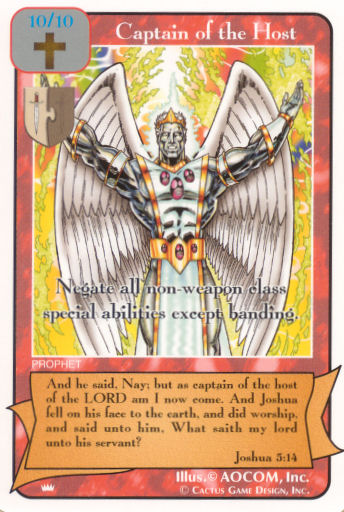 10/10
Captain of the Host
Negate all non-weapon class
special abilities except banding.
PROPHET
And he said, Nay; but as captain of the host
of the LORD am I now come. And Joshua
fell on his face to the earth, and did worship,
and said unto him, What saith my lord
unto his servant?
Joshua 5:14
Illus.© AOCOM, Inc.
© CACTUS GAME DESIGN, INC.